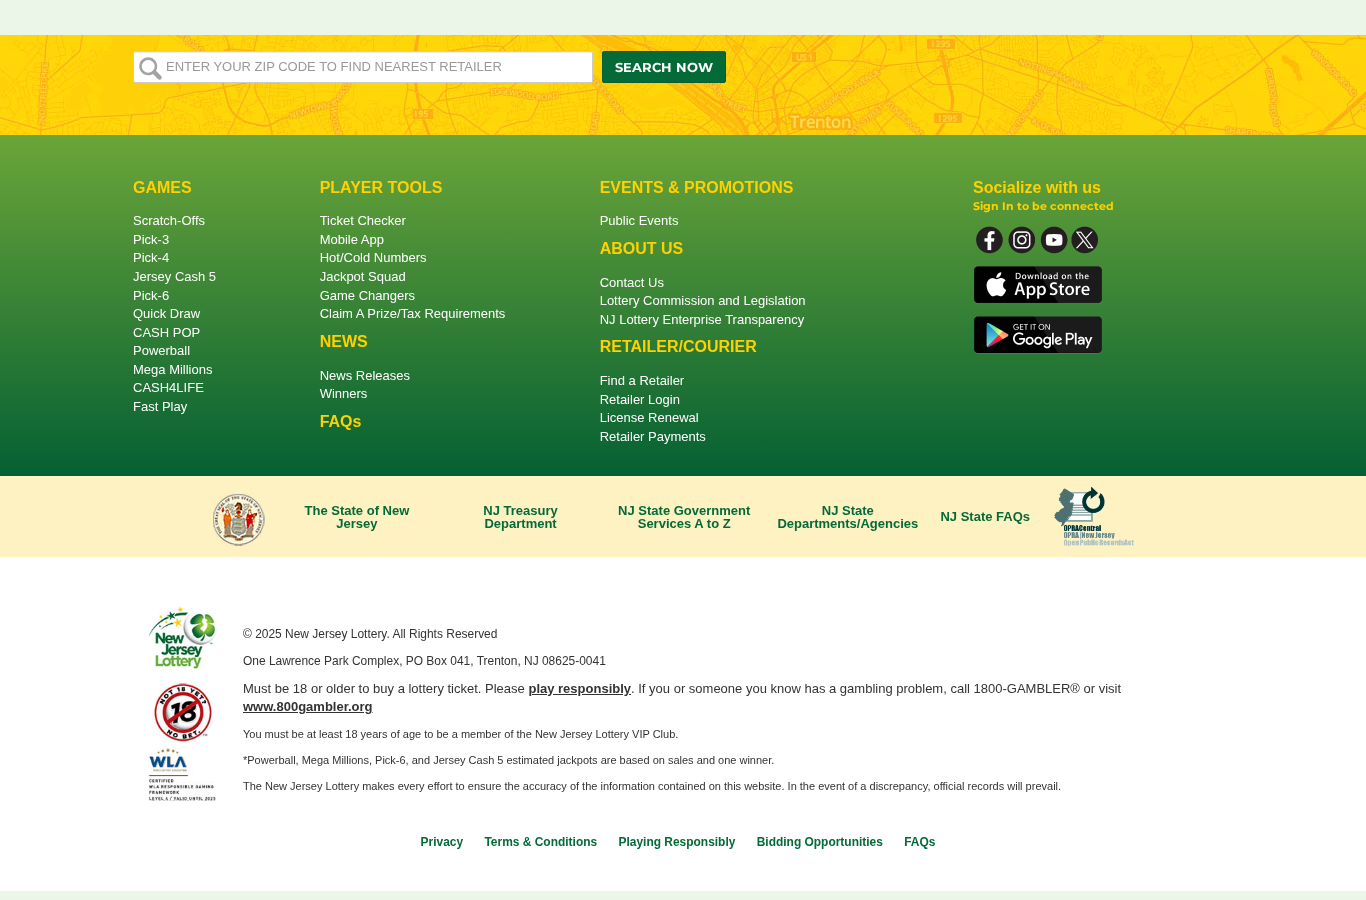 ENTER YOUR ZIP CODE TO FIND NEAREST RETAILER
SEARCH NOW
US 1
I 295
I 95
Trenton
I 295
GAMES
Scratch-Offs
Pick-3
Pick-4
Jersey Cash 5
Pick-6
Quick Draw
CASH POP
Powerball
Mega Millions
CASH4LIFE
Fast Play
PLAYER TOOLS
Ticket Checker
Mobile App
Hot/Cold Numbers
Jackpot Squad
Game Changers
Claim A Prize/Tax Requirements
NEWS
News Releases
Winners
FAQs
EVENTS & PROMOTIONS
Public Events
ABOUT US
Contact Us
Lottery Commission and Legislation
NJ Lottery Enterprise Transparency
RETAILER/COURIER
Find a Retailer
Retailer Login
License Renewal
Retailer Payments
Socialize with us
Sign In to be connected
Download on the
App Store
GET IT ON
Google Play
The State of New
Jersey
NJ Treasury
Department
NJ State Government
Services A to Z
NJ State
Departments/Agencies
NJ State FAQs
OPRACentral
OPRA|NewJersey
OpenPublicRecordsAct
New
Jersey
Lottery
© 2025 New Jersey Lottery. All Rights Reserved
One Lawrence Park Complex, PO Box 041, Trenton, NJ 08625-0041
NOT 18 YET?
18
NO BET.
Must be 18 or older to buy a lottery ticket. Please play responsibly. If you or someone you know has a gambling problem, call 1800-GAMBLER® or visit
www.800gambler.org
You must be at least 18 years of age to be a member of the New Jersey Lottery VIP Club.
WLA
CERTIFIED
WLA RESPONSIBLE GAMING
FRAMEWORK
*Powerball, Mega Millions, Pick-6, and Jersey Cash 5 estimated jackpots are based on sales and one winner.
The New Jersey Lottery makes every effort to ensure the accuracy of the information contained on this website. In the event of a discrepancy, official records will prevail.
Privacy
Terms & Conditions
Playing Responsibly
Bidding Opportunities
FAQs